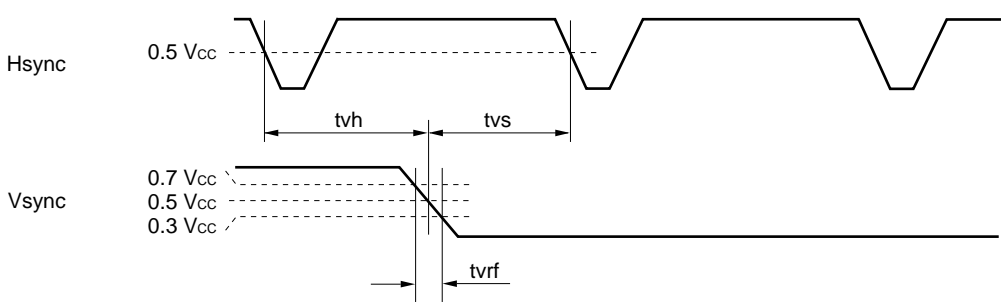 0.5 Vcc
Hsync
tvh
tvs
0.7 Vcc
0.5 Vcc
Vsync
0.3 Vcc
tvrf